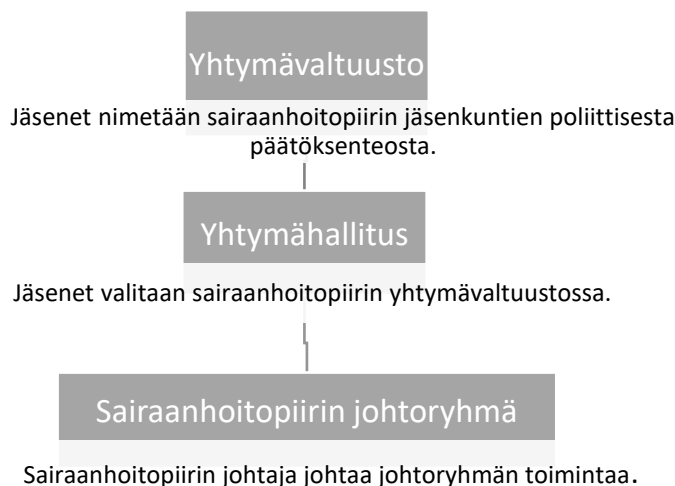 Yhtymävaltuusto
Jäsenet nimetään sairaanhoitopiirin jäsenkuntien poliittisesta
päätöksenteosta.
Yhtymähallitus
Jäsenet valitaan sairaanhoitopiirin yhtymävaltuustossa.
Sairaanhoitopiirin johtoryhmä
Sairaanhoitopiirin johtaja johtaa johtoryhmän toimintaa.